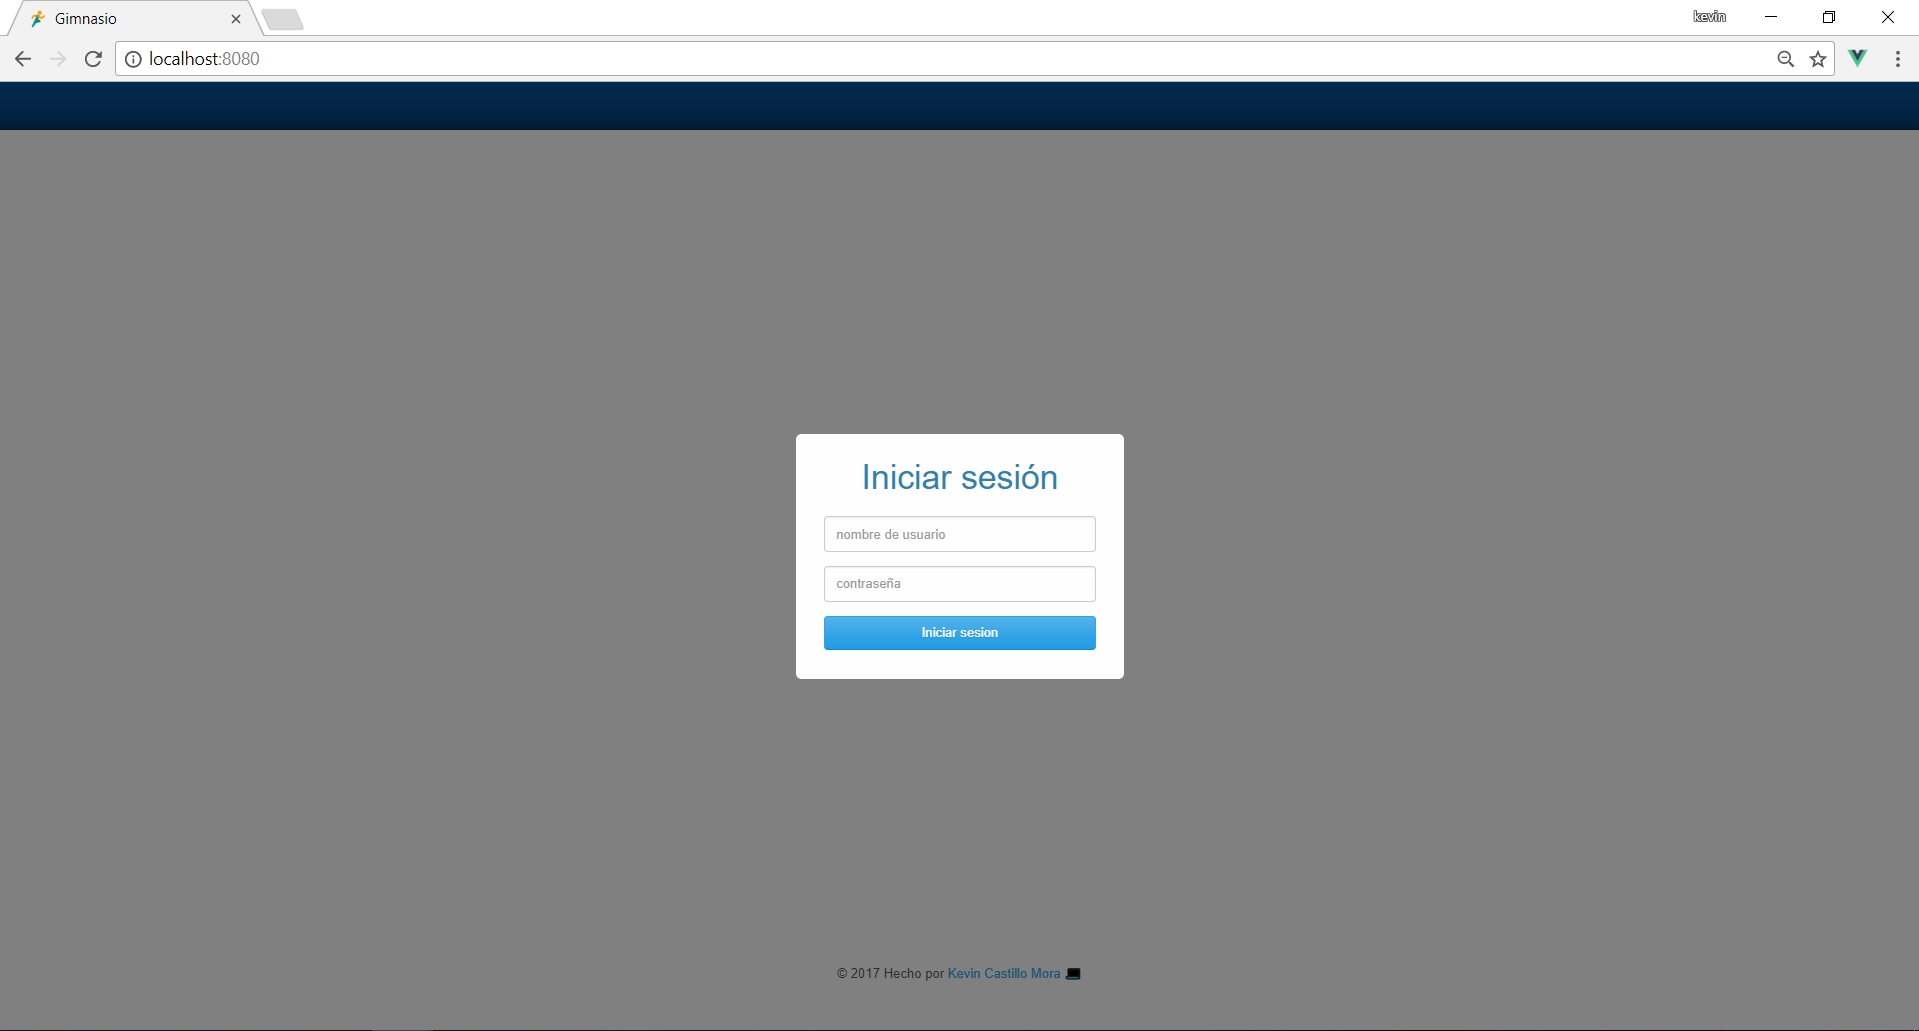 Gimnasio
kevin
localhost:8080
Iniciar sesión
nombre de usuario
contraseña
Iniciar sesion
© 2017 Hecho por Kevin Castillo Mora